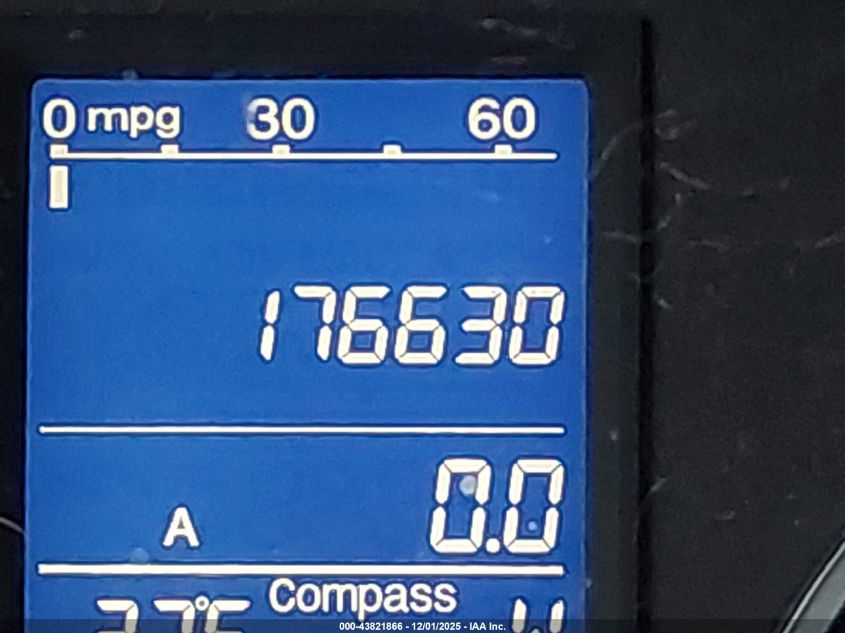 0 mpg 30 60
176630
A 0.0
Compass
000-43821866 - 12/01/2025 - IAA Inc.